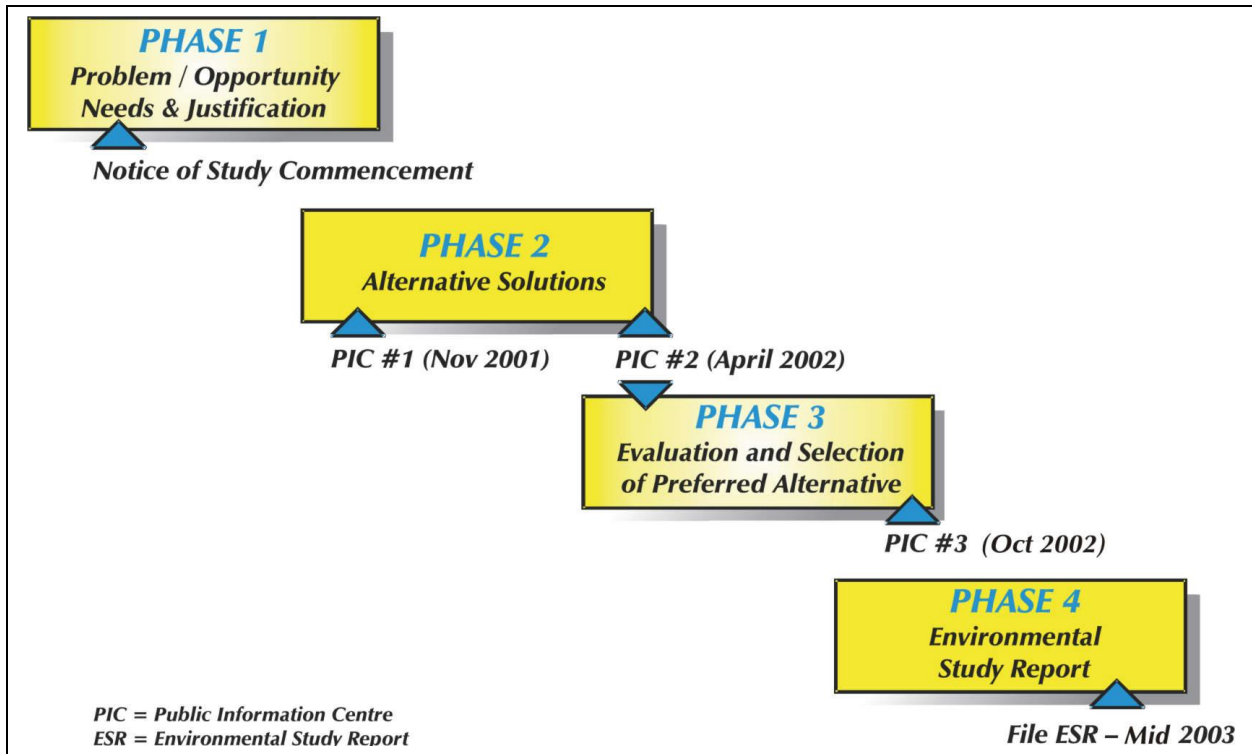 PHASE 1
Problem / Opportunity
Needs & Justification
Notice of Study Commencement
PHASE 2
Alternative Solutions
PIC #1 (Nov 2001)
PIC #2 (April 2002)
PHASE 3
Evaluation and Selection
of Preferred Alternative
PIC #3 (Oct 2002)
PHASE 4
Environmental
Study Report
File ESR – Mid 2003
PIC = Public Information Centre
ESR = Environmental Study Report